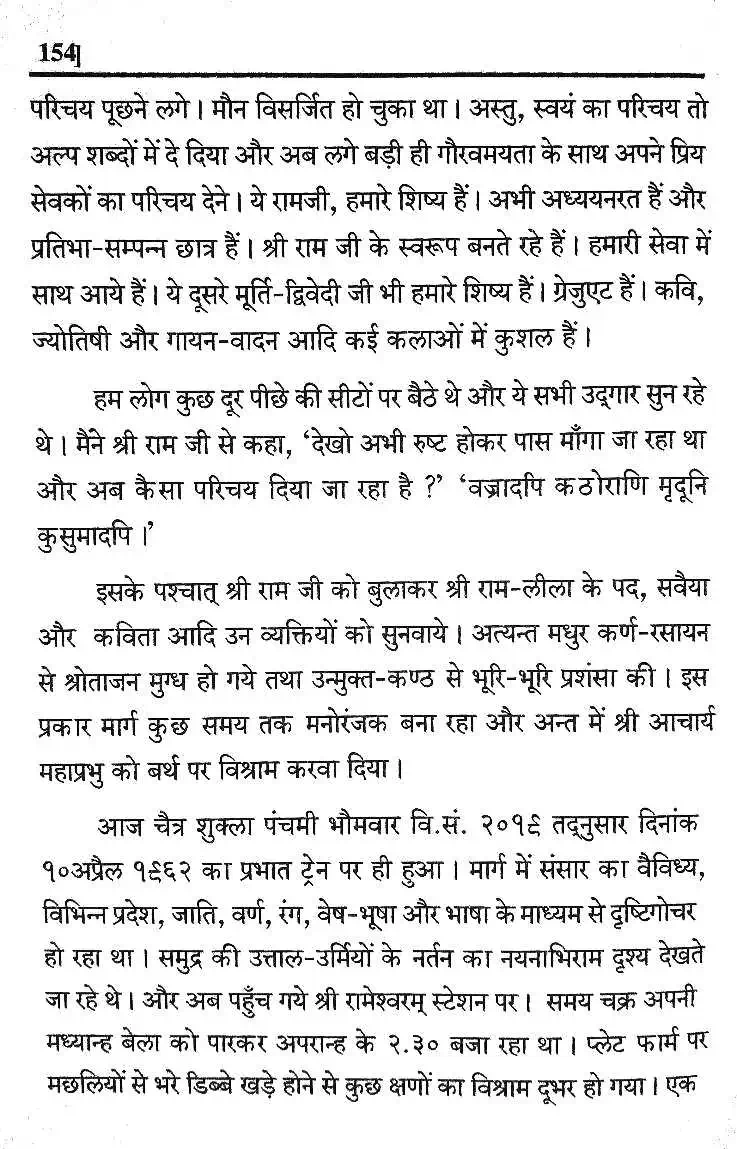 154]
परिचय पूछने लगे। मौन विसर्जित हो चुका था। अस्तु, स्वयं का परिचय तो
अल्प शब्दों में दे दिया और अब लगे बड़ी ही गौरवमयता के साथ अपने प्रिय
सेवकों का परिचय देने। ये रामजी, हमारे शिष्य हैं। अभी अध्ययनरत हैं और
प्रतिभा-सम्पन्न छात्र हैं। श्री राम जी के स्वरूप बनते रहे हैं। हमारी सेवा में
साथ आये हैं। ये दूसरे मूर्ति-द्विवेदी जी भी हमारे शिष्य हैं। ग्रेजुएट हैं। कवि,
ज्योतिषी और गायन-वादन आदि कई कलाओं में कुशल हैं।
हम लोग कुछ दूर पीछे की सीटों पर बैठे थे और ये सभी उद्‌गार सुन रहे
थे। मैंने श्री राम जी से कहा, ‘देखो अभी रुष्ट होकर पास माँगा जा रहा था
और अब कैसा परिचय दिया जा रहा है ?’ ‘वज्रादपि कठोराणि मृदूनि
कुसुमादपि।’
इसके पश्चात् श्री राम जी को बुलाकर श्री राम-लीला के पद, सवैया
और कविता आदि उन व्यक्तियों को सुनवाये। अत्यन्त मधुर कर्ण-रसायन
से श्रोताजन मुग्ध हो गये तथा उन्मुक्त-कण्ठ से भूरि-भूरि प्रशंसा की। इस
प्रकार मार्ग कुछ समय तक मनोरंजक बना रहा और अन्त में श्री आचार्य
महाप्रभु को बर्थ पर विश्राम करवा दिया।
आज चैत्र शुक्ला पंचमी भौमवार वि.सं. २०१९ तद्‌नुसार दिनांक
१०अप्रैल १९६२ का प्रभात ट्रेन पर ही हुआ। मार्ग में संसार का वैविध्य,
विभिन्न प्रदेश, जाति, वर्ण, रंग, वेष-भूषा और भाषा के माध्यम से दृष्टिगोचर
हो रहा था। समुद्र की उत्ताल-उर्मियों के नर्तन का नयनाभिराम दृश्य देखते
जा रहे थे। और अब पहुँच गये श्री रामेश्वरम् स्टेशन पर। समय चक्र अपनी
मध्यान्ह बेला को पारकर अपरान्ह के २.३० बजा रहा था। प्लेट फार्म पर
मछलियों से भरे डिब्बे खड़े होने से कुछ क्षणों का विश्राम दूभर हो गया। एक